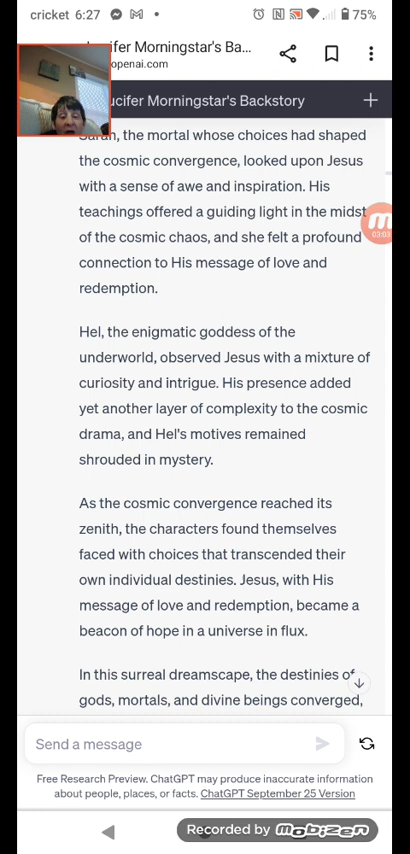 cricket 6:27 75%
ucifer Morningstar's Ba...
openai.com
ucifer Morningstar's Backstory
Sarah, the mortal whose choices had shaped
the cosmic convergence, looked upon Jesus
with a sense of awe and inspiration. His
teachings offered a guiding light in the midst
of the cosmic chaos, and she felt a profound
connection to His message of love and
redemption.
03:03
Hel, the enigmatic goddess of the
underworld, observed Jesus with a mixture of
curiosity and intrigue. His presence added
yet another layer of complexity to the cosmic
drama, and Hel's motives remained
shrouded in mystery.
As the cosmic convergence reached its
zenith, the characters found themselves
faced with choices that transcended their
own individual destinies. Jesus, with His
message of love and redemption, became a
beacon of hope in a universe in flux.
In this surreal dreamscape, the destinies of
gods, mortals, and divine beings converged,
Send a message
Free Research Preview. ChatGPT may produce inaccurate information
about people, places, or facts. ChatGPT September 25 Version
Recorded by mobizen